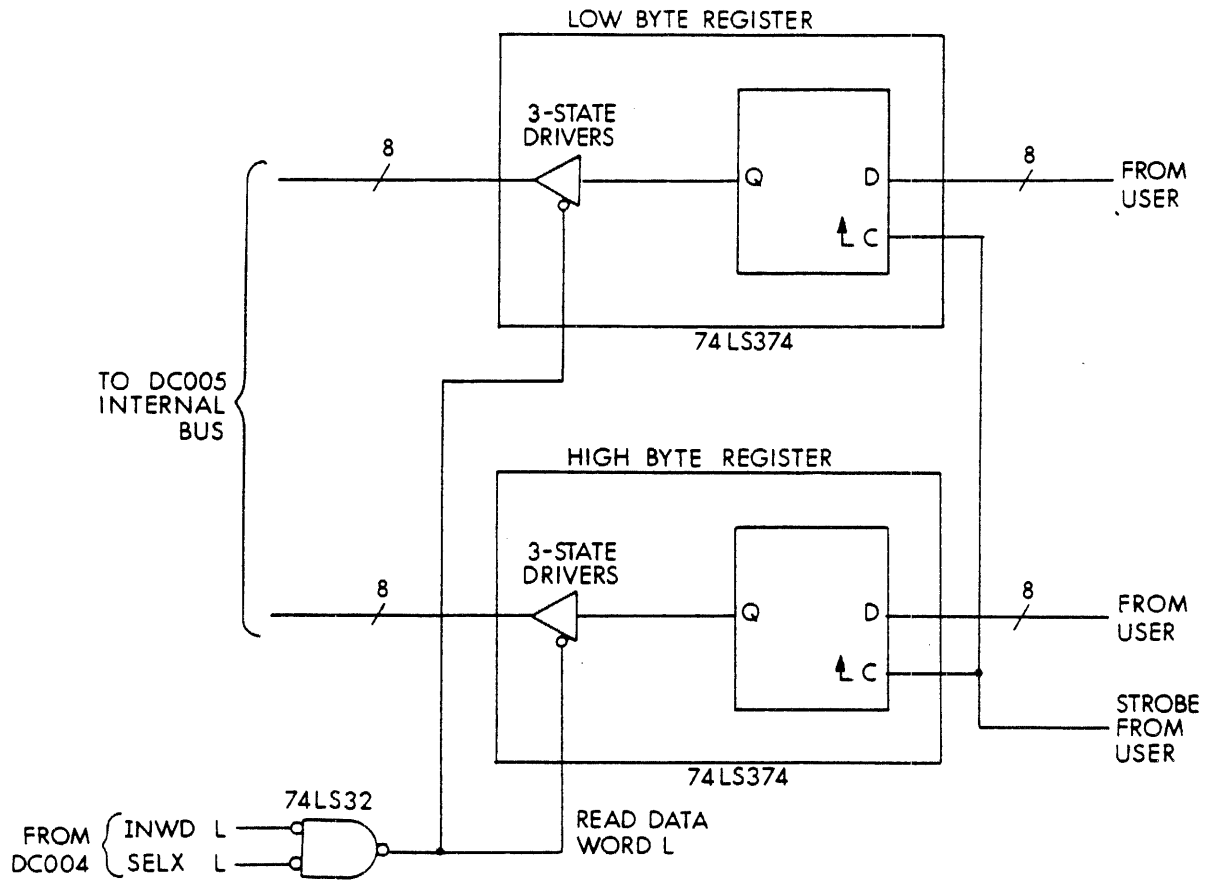 LOW BYTE REGISTER
3-STATE
DRIVERS
8
Q
D
C
8
FROM
USER
74LS374
TO DC005
INTERNAL
BUS
HIGH BYTE REGISTER
3-STATE
DRIVERS
8
Q
D
C
8
FROM
USER
STROBE
FROM
USER
74LS374
74LS32
FROM
DC004
INWD L
SELX L
READ DATA
WORD L